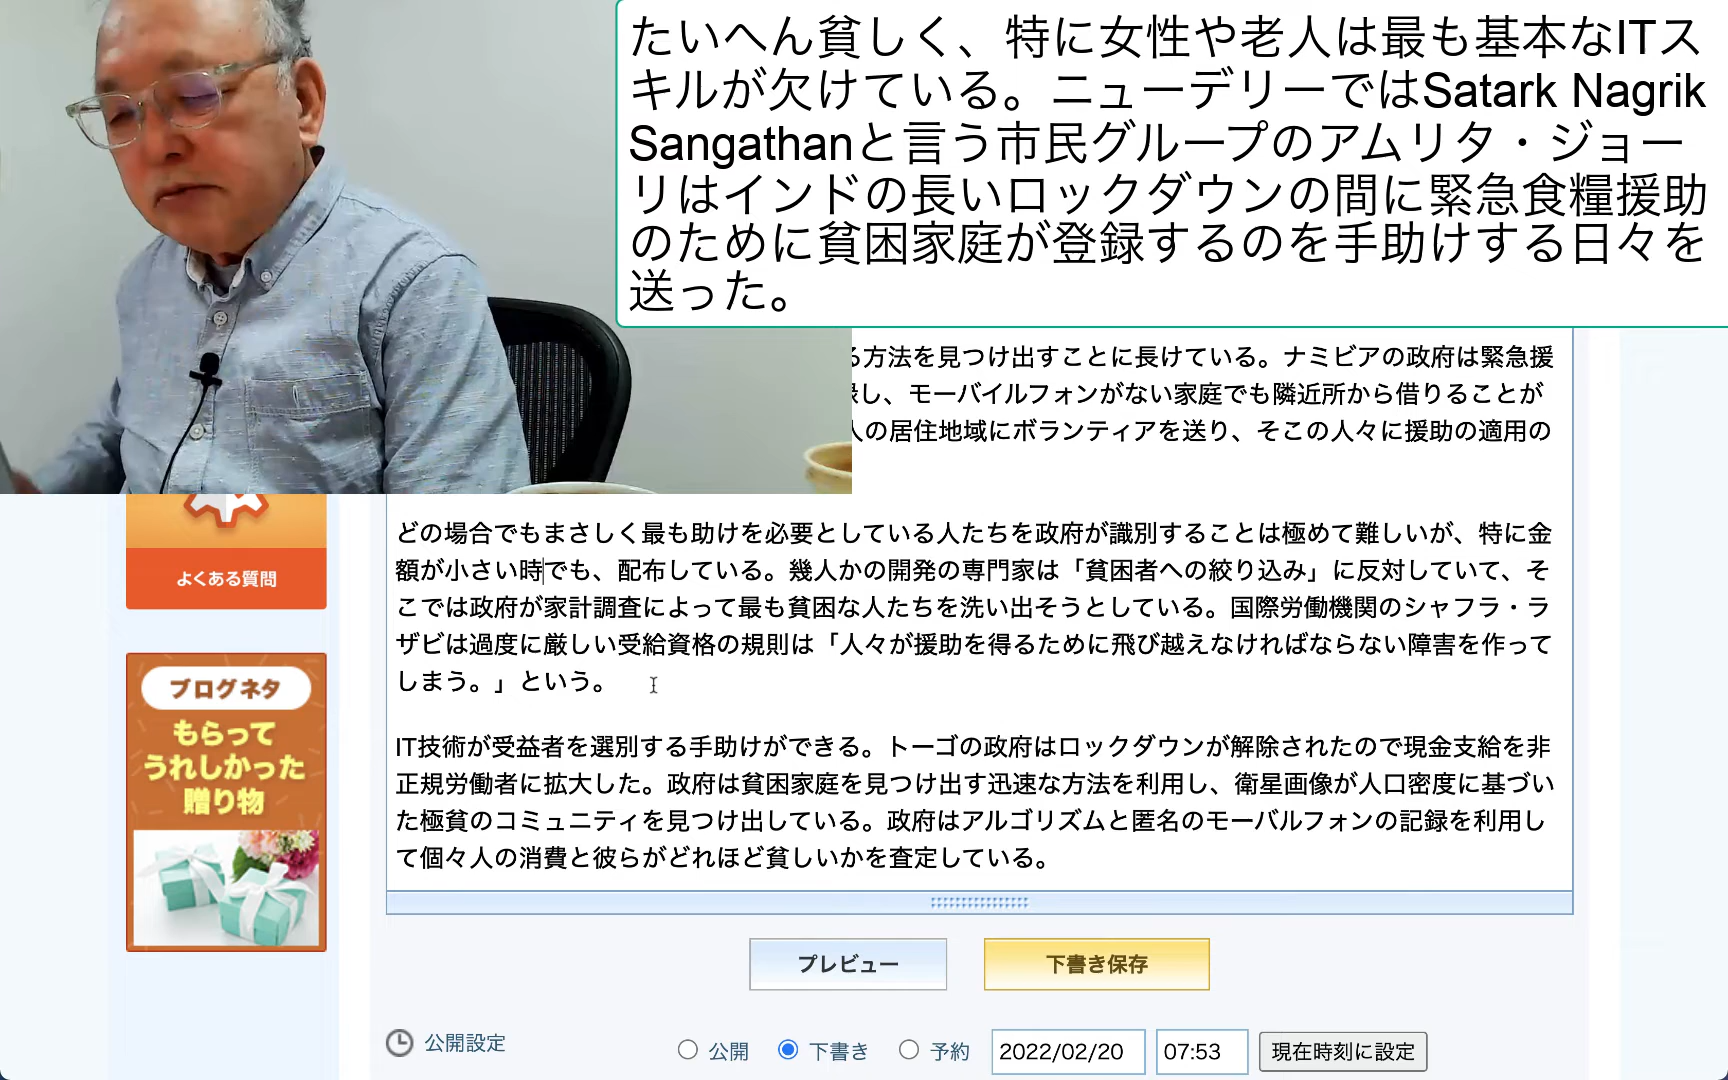 たいへん貧しく、特に女性や老人は最も基本なITス
キルが欠けている。ニューデリーではSatark Nagrik
Sangathanと言う市民グループのアムリタ・ジョー
リはインドの長いロックダウンの間に緊急食糧援助
のために貧困家庭が登録するのを手助けする日々を
送った。
る方法を見つけ出すことに長けている。ナミビアの政府は緊急援
録し、モーバイルフォンがない家庭でも隣近所から借りることが
人の居住地域にボランティアを送り、そこの人々に援助の適用の
どの場合でもまさしく最も助けを必要としている人たちを政府が識別することは極めて難しいが、特に金
額が小さい時でも、配布している。幾人かの開発の専門家は「貧困者への絞り込み」に反対していて、そ
こでは政府が家計調査によって最も貧困な人たちを洗い出そうとしている。国際労働機関のシャフラ・ラ
ザビは過度に厳しい受給資格の規則は「人々が援助を得るために飛び越えなければならない障害を作って
しまう。」という。
IT技術が受益者を選別する手助けができる。トーゴの政府はロックダウンが解除されたので現金支給を非
正規労働者に拡大した。政府は貧困家庭を見つけ出す迅速な方法を利用し、衛星画像が人口密度に基づい
た極貧のコミュニティを見つけ出している。政府はアルゴリズムと匿名のモーバルフォンの記録を利用し
て個々人の消費と彼らがどれほど貧しいかを査定している。
よくある質問
ブログネタ
もらって
うれしかった
贈り物
プレビュー
下書き保存
公開設定
公開
下書き
予約
2022/02/20
07:53
現在時刻に設定